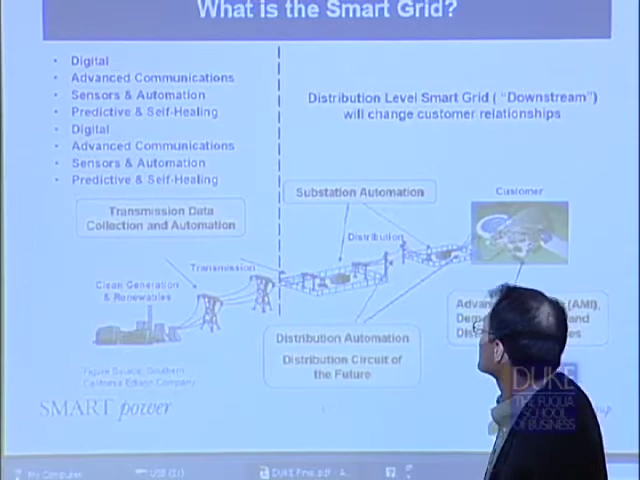 What is the Smart Grid?
· Digital
· Advanced Communications
· Sensors & Automation
· Predictive & Self-Healing
· Digital
· Advanced Communications
· Sensors & Automation
· Predictive & Self-Healing
Distribution Level Smart Grid ( “Downstream”)
will change customer relationships
Transmission Data
Collection and Automation
Substation Automation
Customer
Distribution
Transmission
Clean Generation
& Renewables
(AMI),
Distribution Automation
Distribution Circuit of
the Future
Figure Source, Southern
California Edison Company
SMART power
DUKE
THE FUQUA
SCHOOL
OF BUSINESS
My Computer